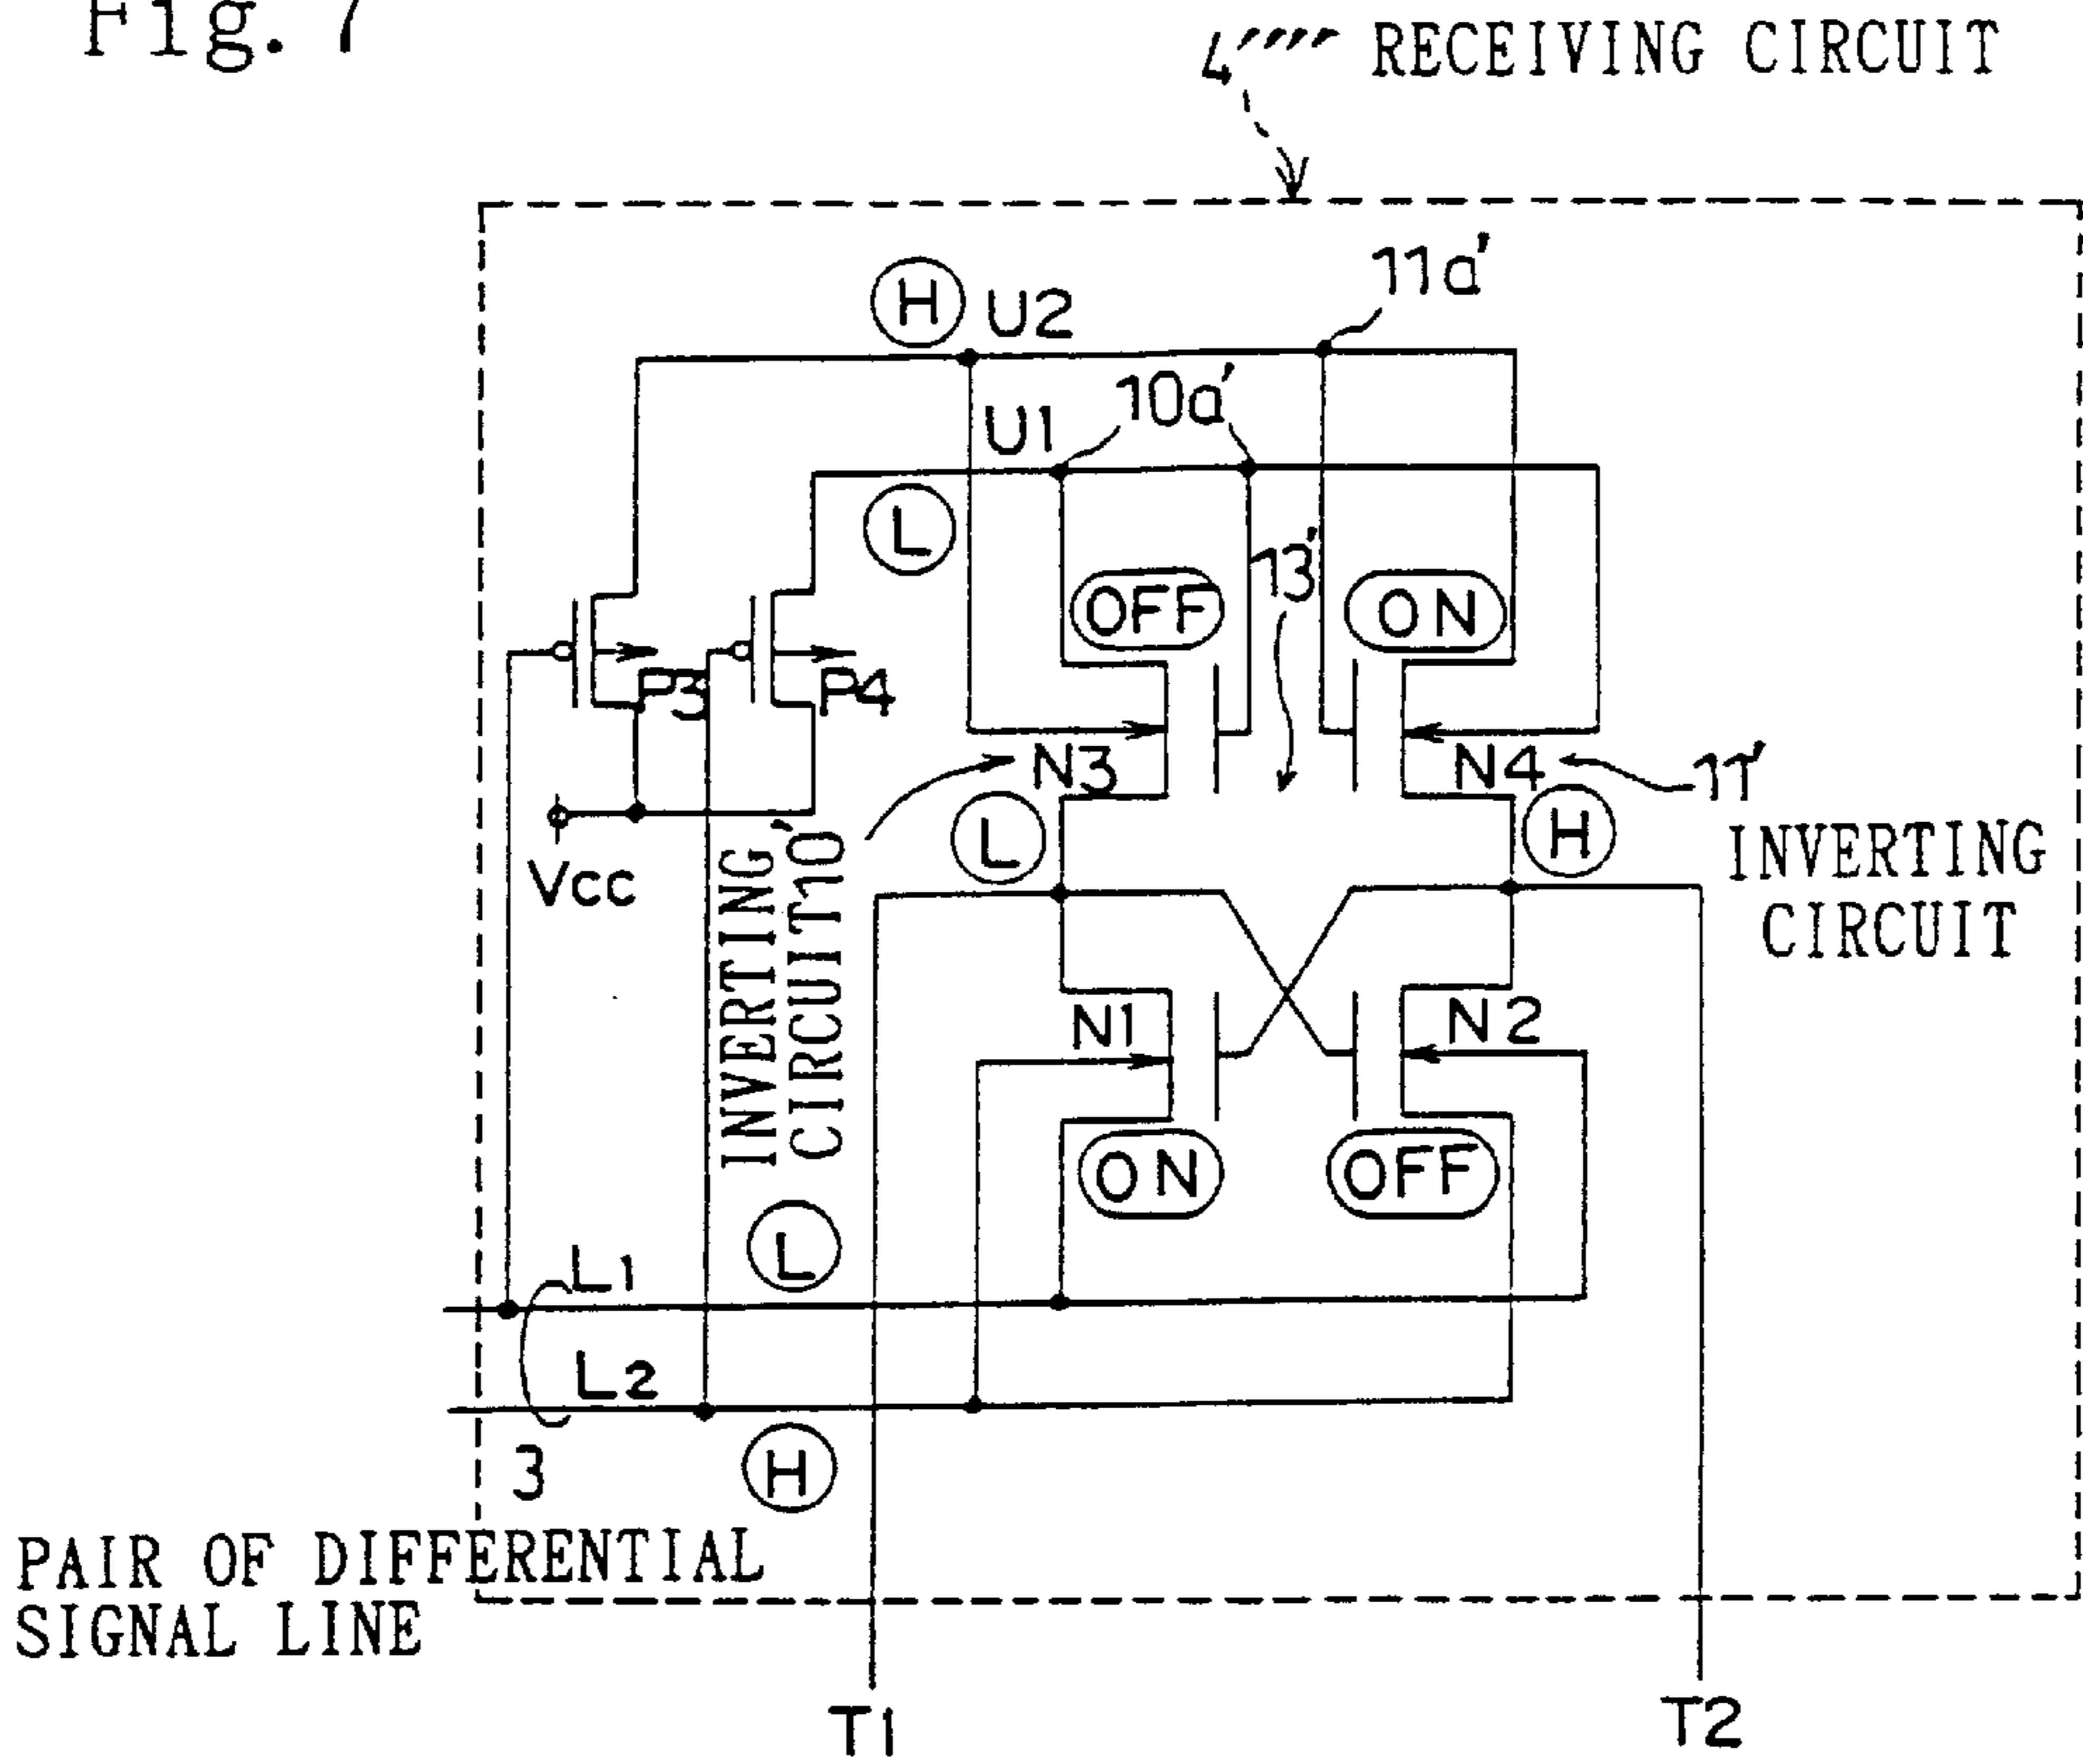 Fig. 7
4'''' RECEIVING CIRCUIT
H U2
11a'
U1
10a'
L
13'
OFF
ON
P3
P4
N3
N4
11'
INVERTING
CIRCUIT
L
H
Vcc
INVERTING
CIRCUIT 10'
N1
N2
ON
OFF
L
L1
L2
H
3
PAIR OF DIFFERENTIAL
SIGNAL LINE
T1
T2